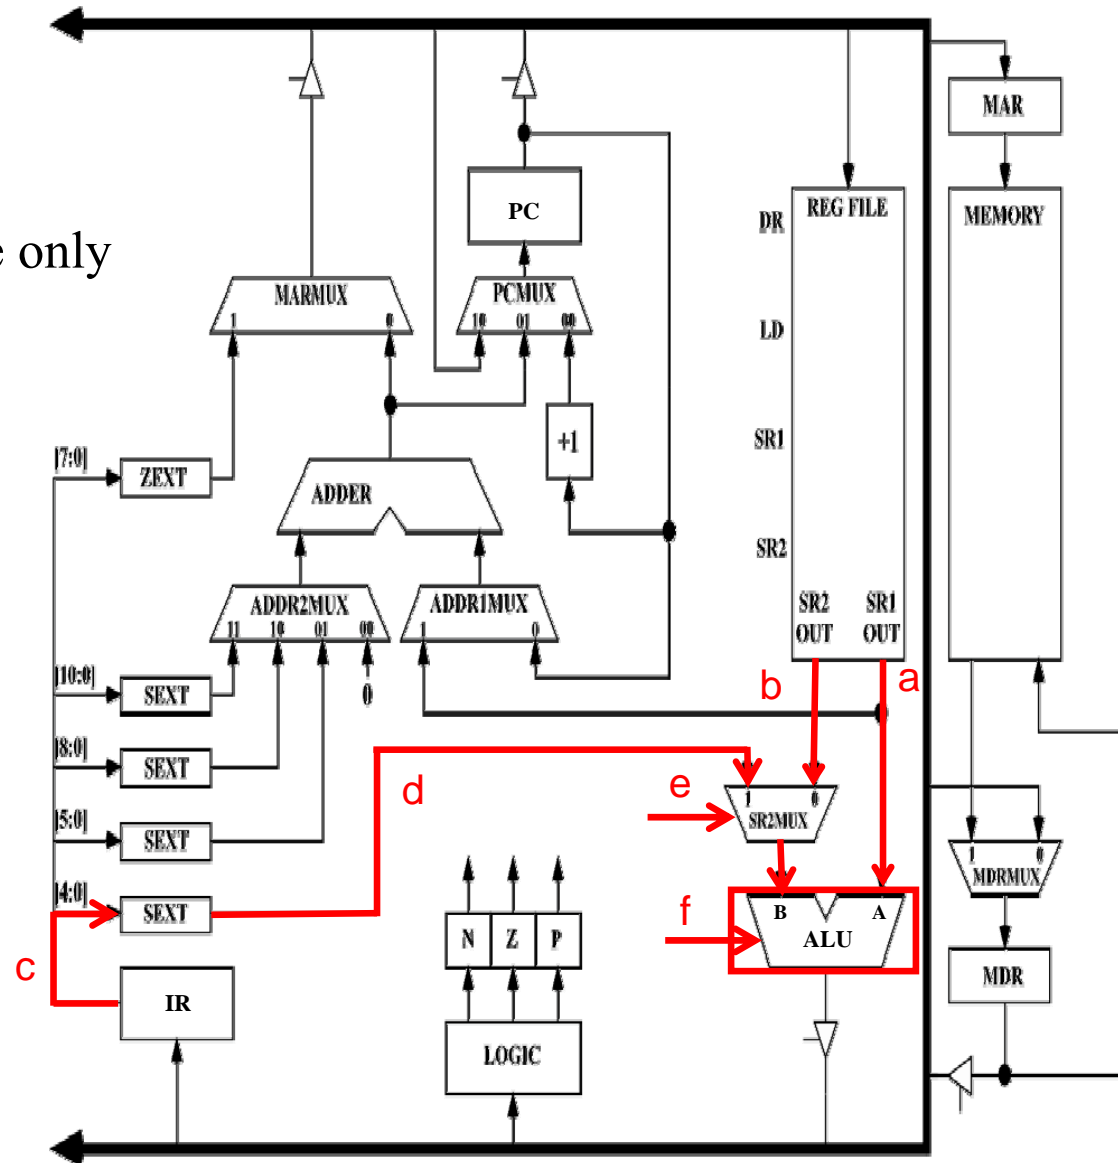 MAR
REG FILE
MEMORY
DR
PC
e only
MARMUX
1 0
PCMUX
10 01 00
LD
+1
SR1
[7:0]
ZEXT
ADDER
SR2
ADDR2MUX
11 10 01 00
ADDR1MUX
1 0
SR2 SR1
OUT OUT
[10:0]
SEXT
0
b
a
[8:0]
SEXT
d
e
1 0
SR2MUX
[5:0]
SEXT
1 0
MDRMUX
[4:0]
SEXT
f
B A
ALU
N Z P
c
IR
MDR
LOGIC